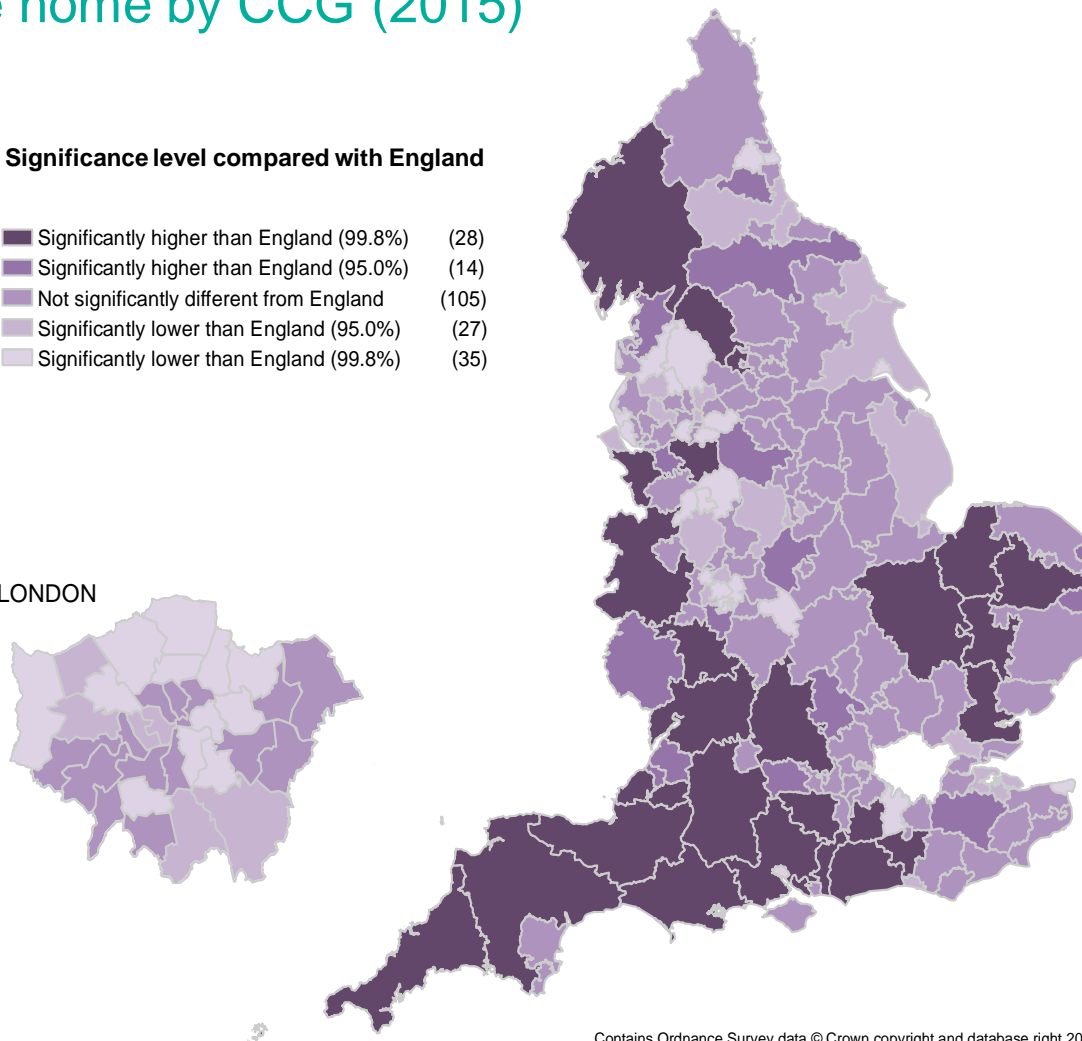 home by CCG (2015)
Significance level compared with England
Significantly higher than England (99.8%) (28)
Significantly higher than England (95.0%) (14)
Not significantly different from England (105)
Significantly lower than England (95.0%) (27)
Significantly lower than England (99.8%) (35)
LONDON
Contains Ordnance Survey data © Crown copyright and database right 20